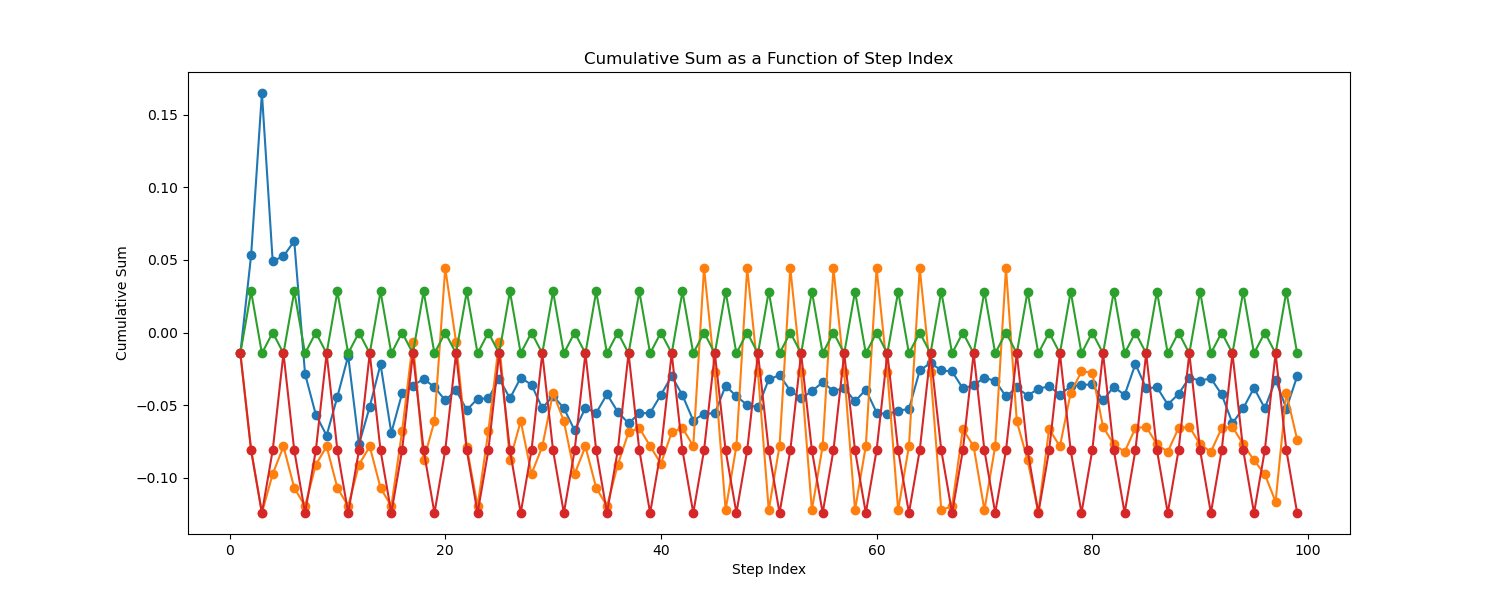 Cumulative Sum as a Function of Step Index
Cumulative Sum
0.15
0.10
0.05
0.00
−0.05
−0.10
0 20 40 60 80 100
Step Index